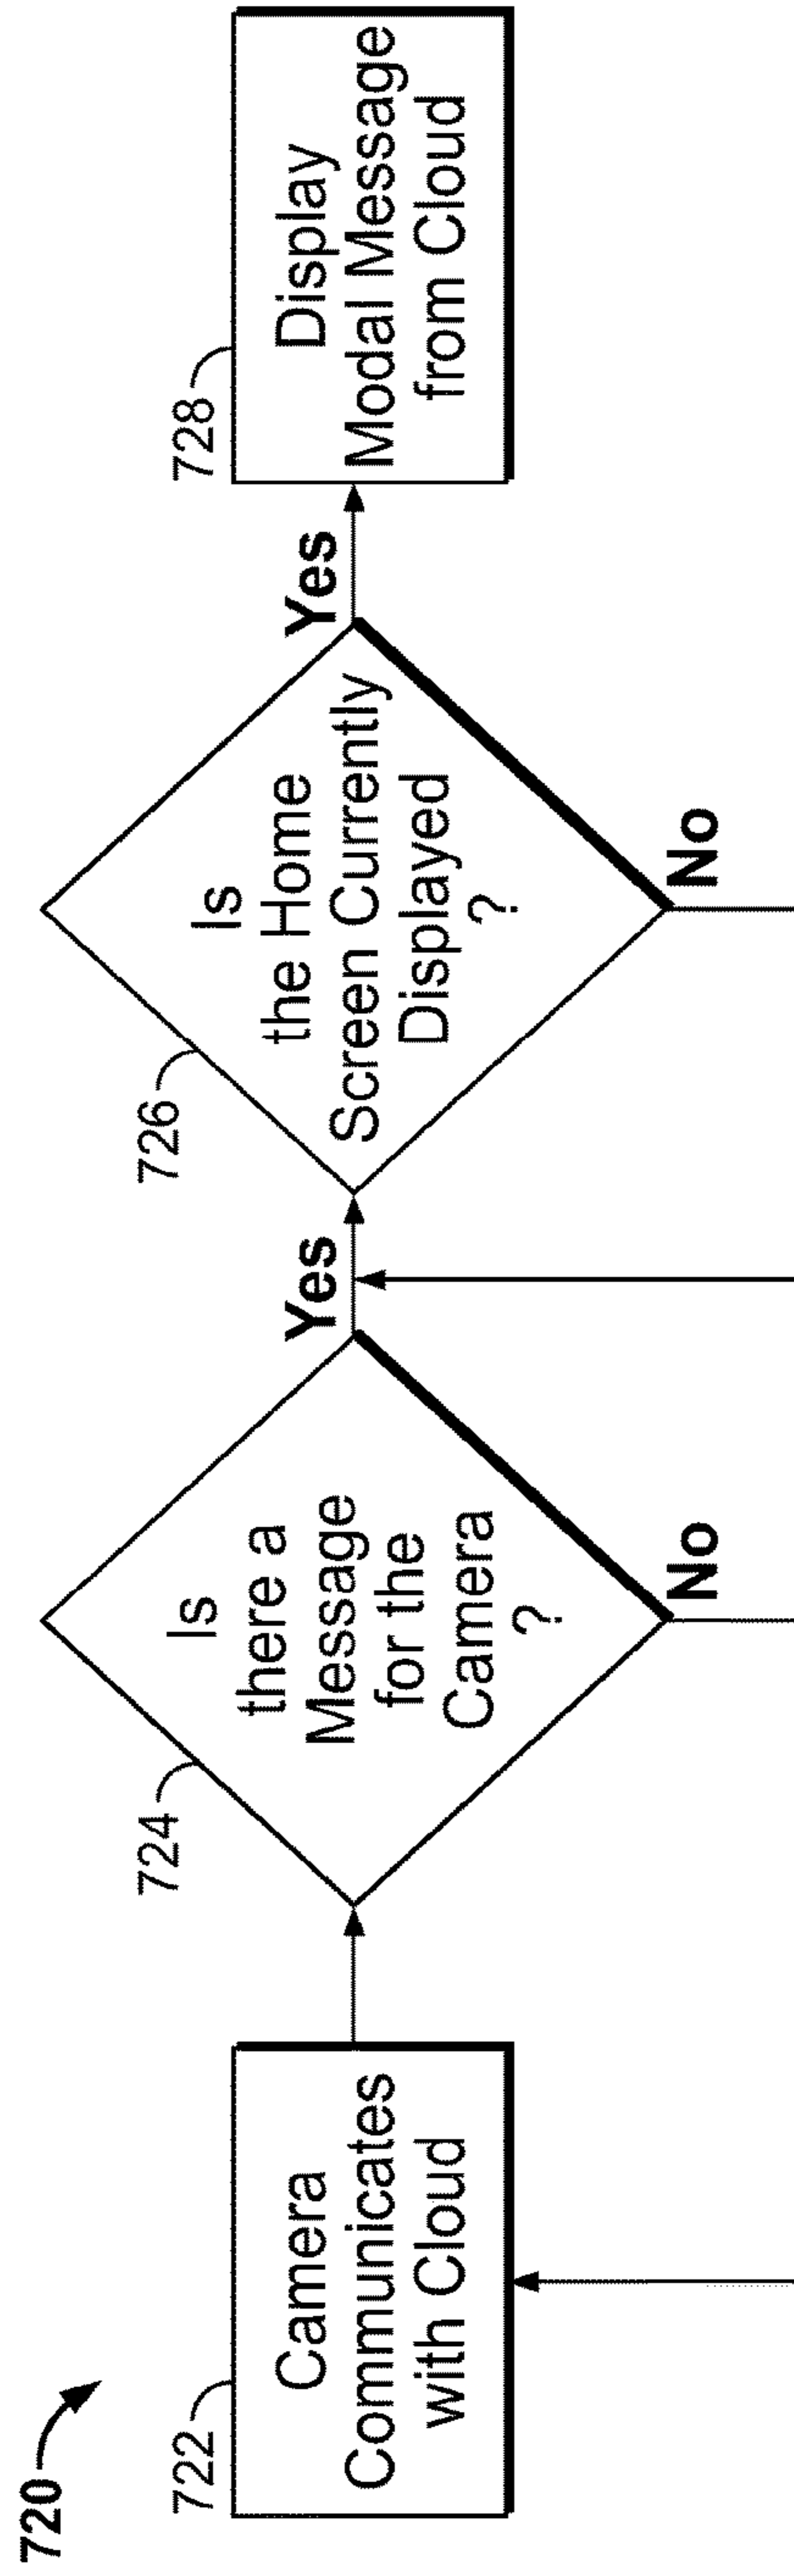 720
722
Camera
Communicates
with Cloud
724
Is
there a
Message
for the
Camera
?
Yes
No
726
Is
the Home
Screen Currently
Displayed
?
Yes
No
728
Display
Modal Message
from Cloud